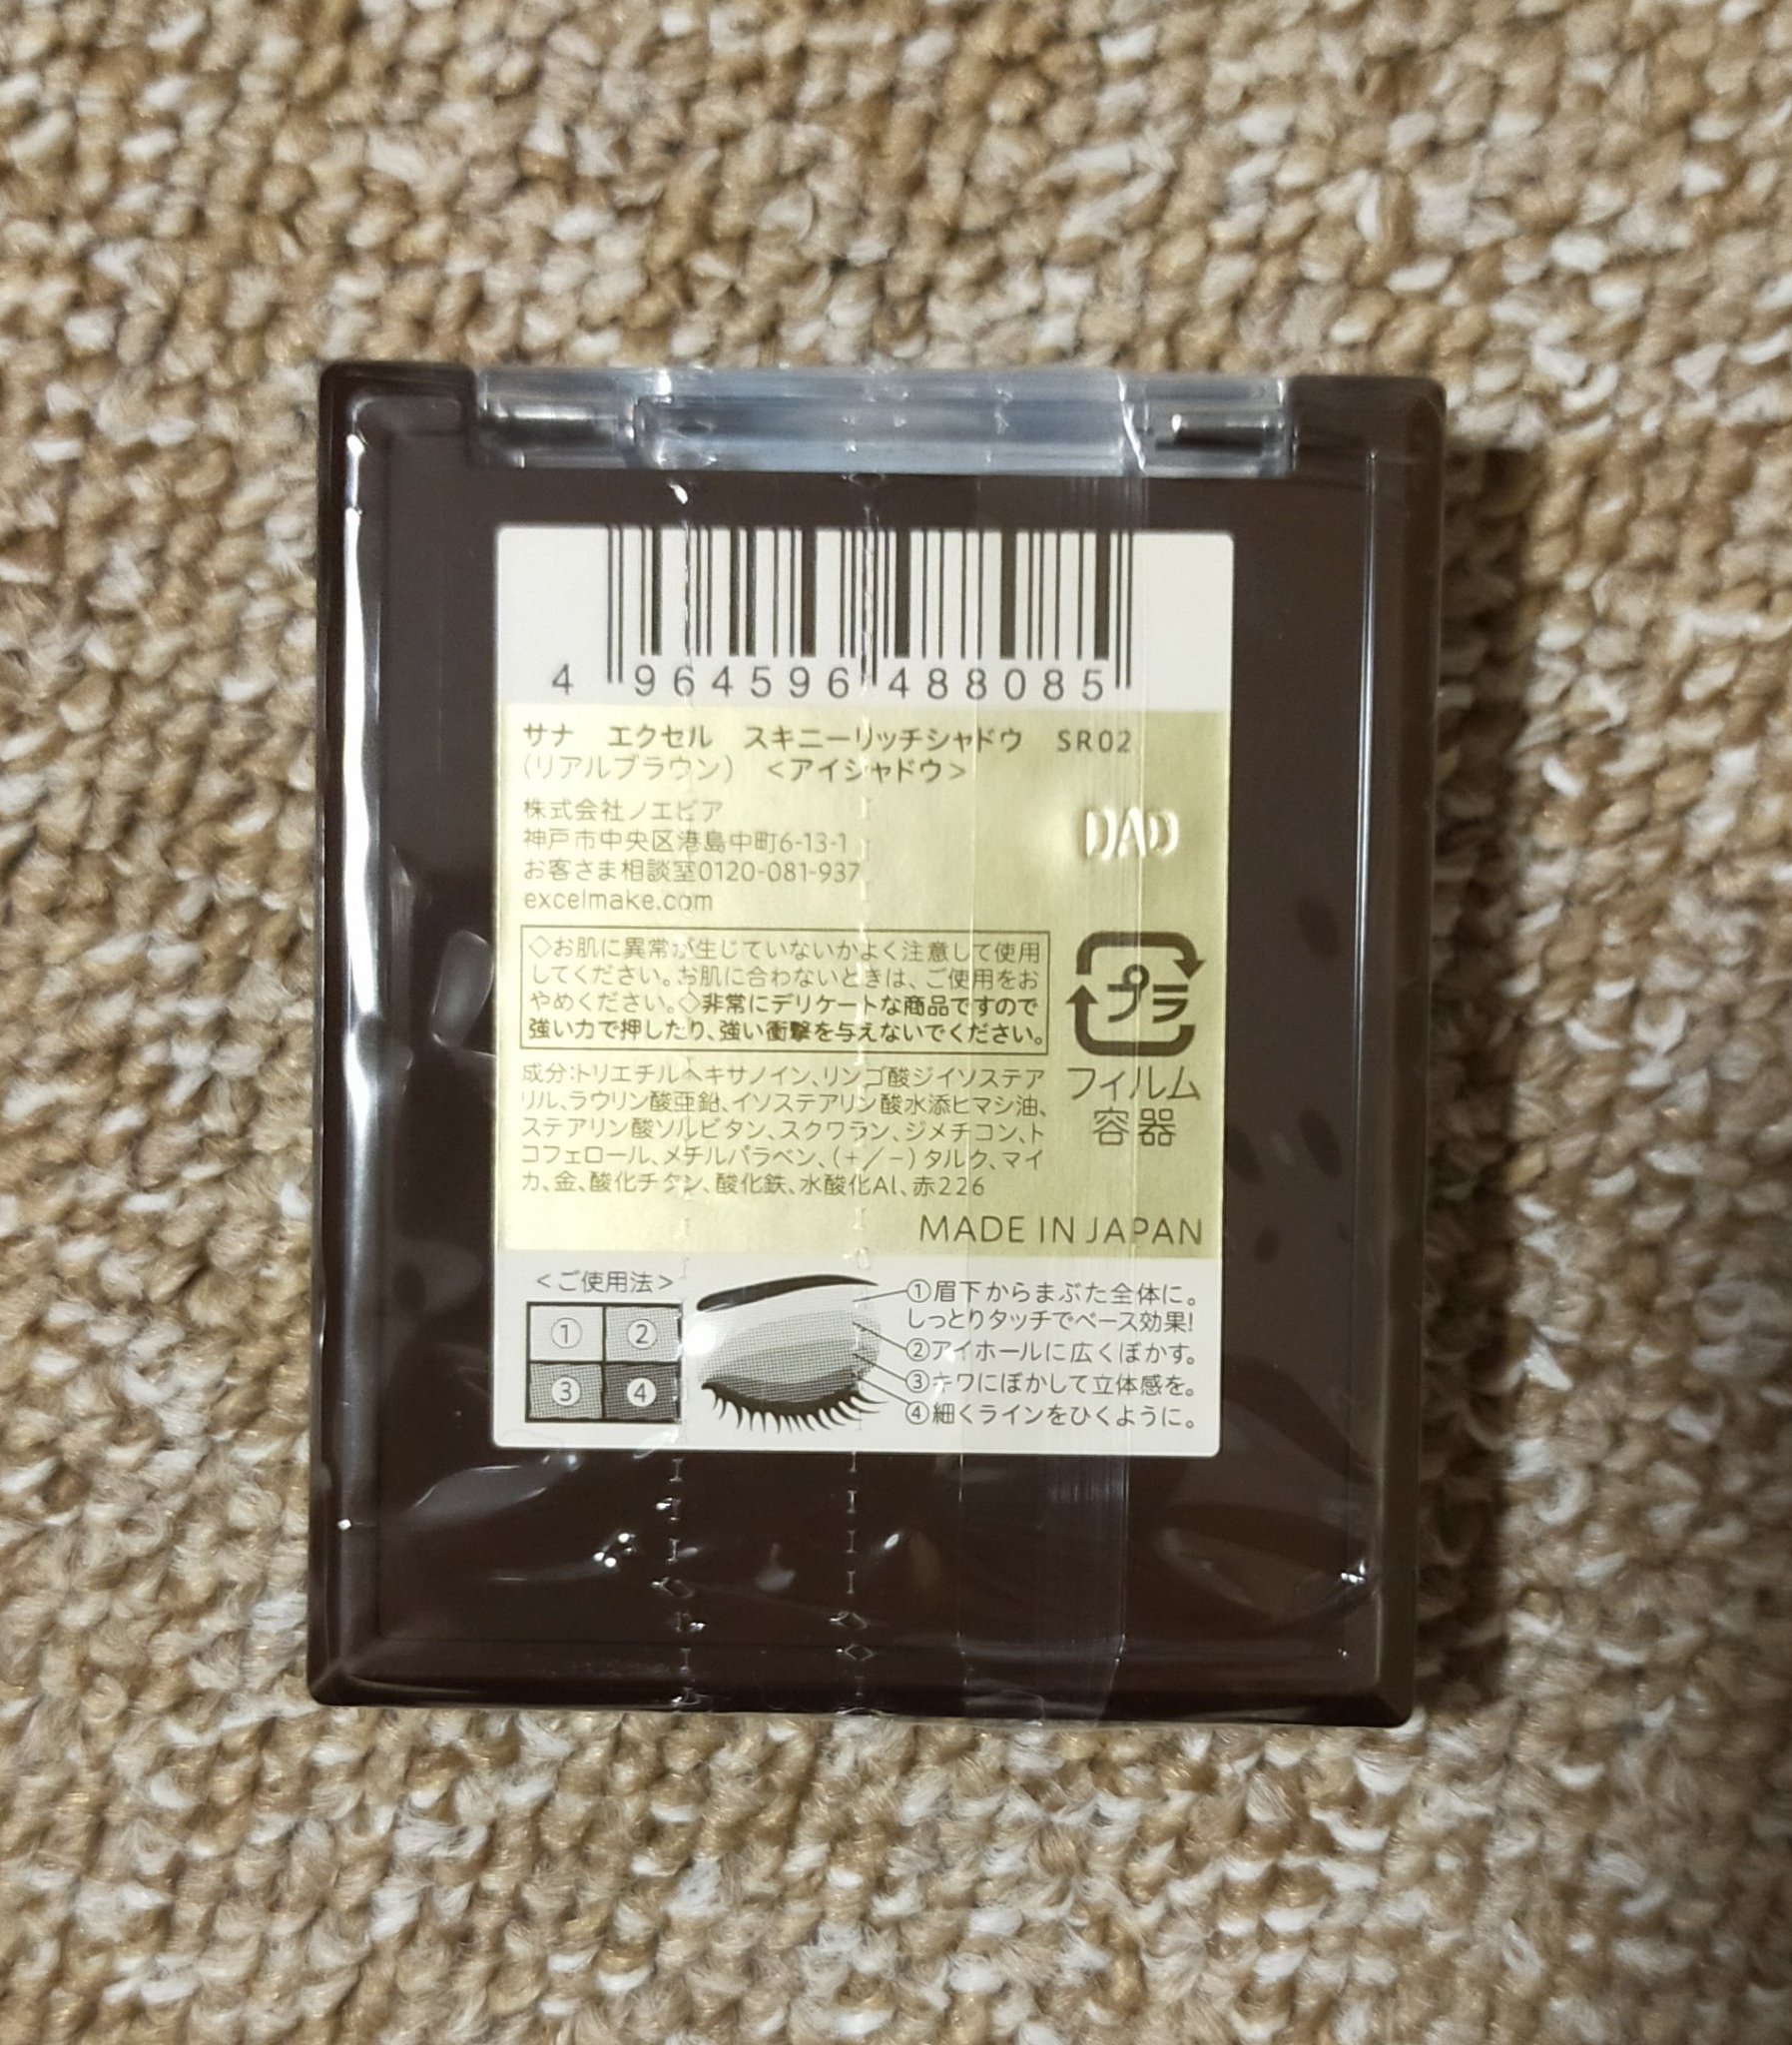 4 964596 488085
サナ エクセル スキニーリッチシャドウ SR02
(リアルブラウン) <アイシャドウ>
株式会社ノエビア
神戸市中央区港島中町6-13-1
お客さま相談室0120-081-937
excelmake.com
DAD
◇お肌に異常が生じていないかよく注意して使用
してください。お肌に合わないときは、ご使用をお
やめください。◇非常にデリケートな商品ですので
強い力で押したり、強い衝撃を与えないでください。
プラ
フィルム
容器
成分:トリエチルヘキサノイン、リンゴ酸ジイソステア
リル、ラウリン酸亜鉛、イソステアリン酸水添ヒマシ油、
ステアリン酸ソルビタン、スクワラン、ジメチコン、ト
コフェロール、メチルパラベン、(+/-)タルク、マイ
カ、金、酸化チタン、酸化鉄、水酸化Al、赤226
MADE IN JAPAN
<ご使用法>
① ②
③ ④
①眉下からまぶた全体に。
しっとりタッチでベース効果!
②アイホールに広くぼかす。
③キワにぼかして立体感を。
④細くラインをひくように。